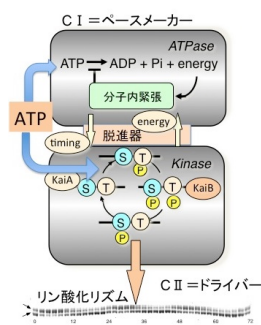 CⅠ＝ペースメーカー
ATPase
ATP ADP + Pi + energy
分子内緊張
ATP
energy
脱進器
timing
Kinase
S T
P
KaiA S T
S T KaiB
P P
S T
P
CⅡ＝ドライバー
リン酸化リズム
0 12 24 36 48 60 72